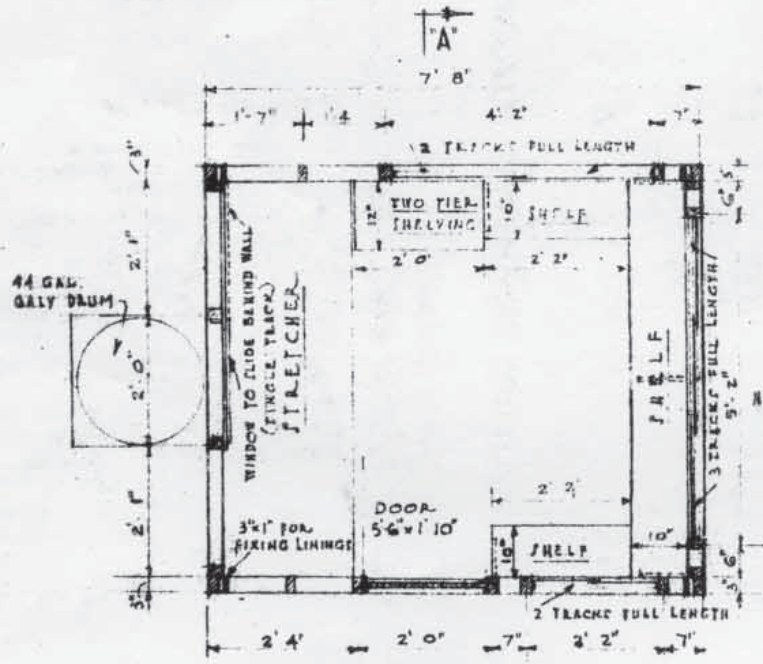 "A"
7' 8"
1'-7"
1'4
4'-2"
7"
2 TRACKS FULL LENGTH
3"
6"
TWO TIER
SHELVING
12"
10"
SHELF
2' 0"
2' 2"
2' 1"
44 GAL.
GALV DRUM
2' 0"
WINDOW TO SLIDE BEHIND WALL
(SINGLE TRACK)
STRETCHER
SHELF
3 TRACKS FULL LENGTH
5'-2"
2' 1"
3"x1" FOR
FIXING LININGS
DOOR
5'-6"x1' 10"
2' 2"
10"
SHELF
10"
6"
3"
3"
2 TRACKS FULL LENGTH
2' 4"
2' 0"
7"
2' 2"
7"